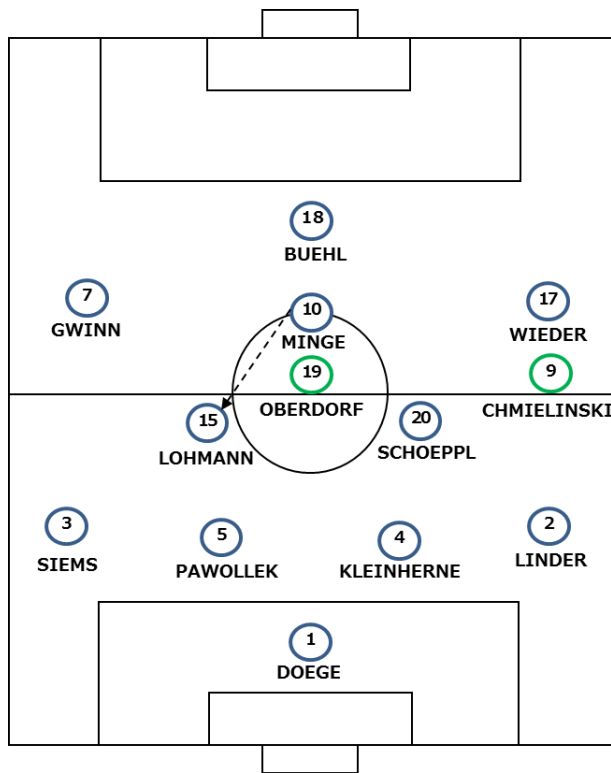 18
BUEHL
7
GWINN
10
MINGE
17
WIEDER
19
OBERDORF
9
CHMIELINSKI
15
LOHMANN
20
SCHOEPPL
3
SIEMS
5
PAWOLLEK
4
KLEINHERNE
2
LINDER
1
DOEGE